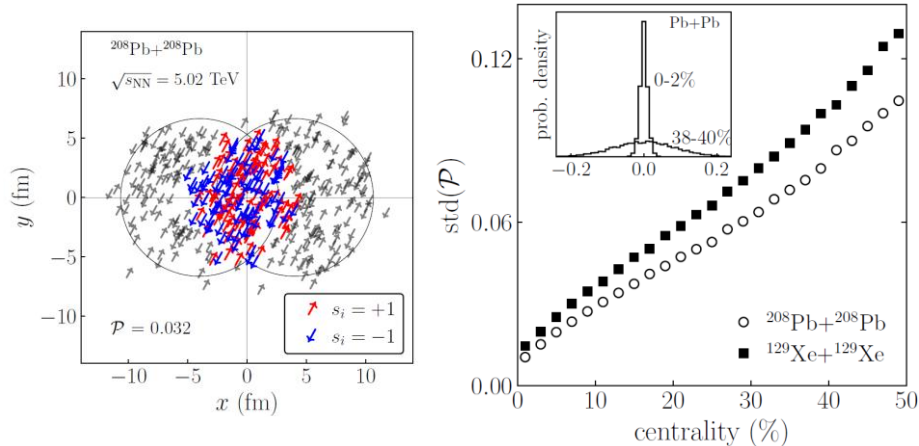 ²⁰⁸Pb+²⁰⁸Pb
√sNN = 5.02 TeV
10
5
0
−5
−10
y (fm)
𝒫 = 0.032
sᵢ = +1
sᵢ = −1
−10 −5 0 5 10
x (fm)
0.12
0.06
0.00
std(𝒫)
Pb+Pb
prob. density
0-2%
38-40%
−0.2 0.0 0.2
²⁰⁸Pb+²⁰⁸Pb
¹²⁹Xe+¹²⁹Xe
0 10 20 30 40 50
centrality (%)